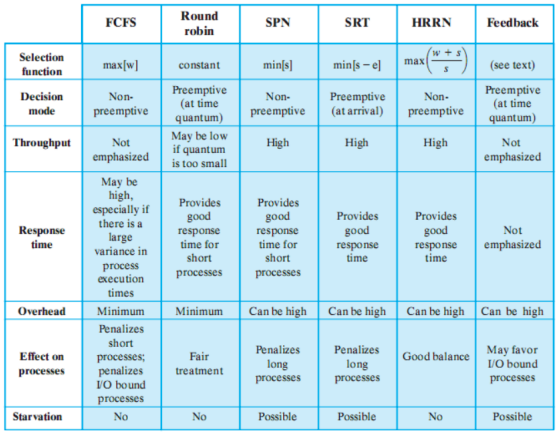 FCFS Round robin SPN SRT HRRN Feedback
Selection function max[w] constant min[s] min[s − e] max((w + s)/s) (see text)
Decision mode Non-preemptive Preemptive (at time quantum) Non-preemptive Preemptive (at arrival) Non-preemptive Preemptive (at time quantum)
Throughput Not emphasized May be low if quantum is too small High High High Not emphasized
Response time May be high, especially if there is a large variance in process execution times Provides good response time for short processes Provides good response time for short processes Provides good response time Provides good response time Not emphasized
Overhead Minimum Minimum Can be high Can be high Can be high Can be high
Effect on processes Penalizes short processes; penalizes I/O bound processes Fair treatment Penalizes long processes Penalizes long processes Good balance May favor I/O bound processes
Starvation No No Possible Possible No Possible